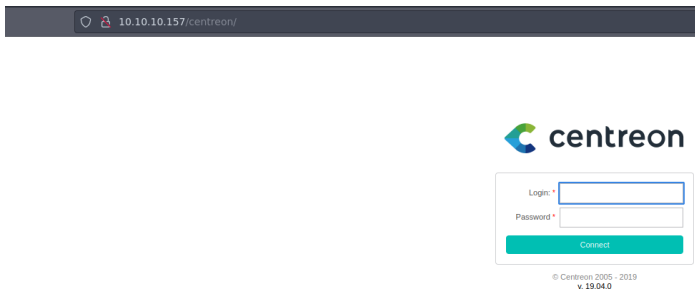 10.10.10.157/centreon/
centreon
Login: *
Password *
Connect
© Centreon 2005 - 2019
v. 19.04.0